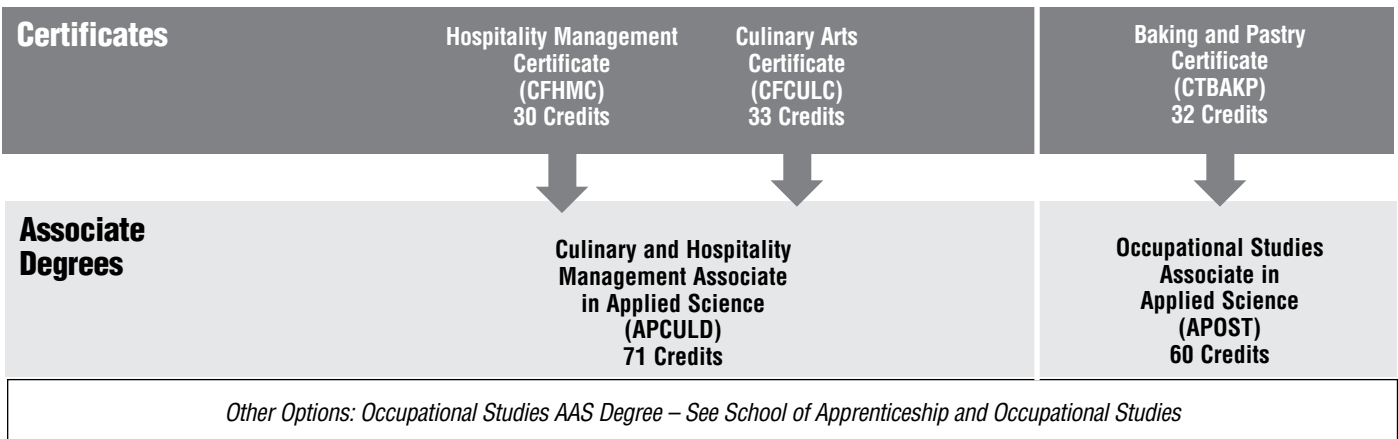 Certificates
Hospitality Management
Certificate
(CFHMC)
30 Credits
Culinary Arts
Certificate
(CFCULC)
33 Credits
Baking and Pastry
Certificate
(CTBAKP)
32 Credits
Associate
Degrees
Culinary and Hospitality
Management Associate
in Applied Science
(APCULD)
71 Credits
Occupational Studies
Associate in
Applied Science
(APOST)
60 Credits
Other Options: Occupational Studies AAS Degree – See School of Apprenticeship and Occupational Studies